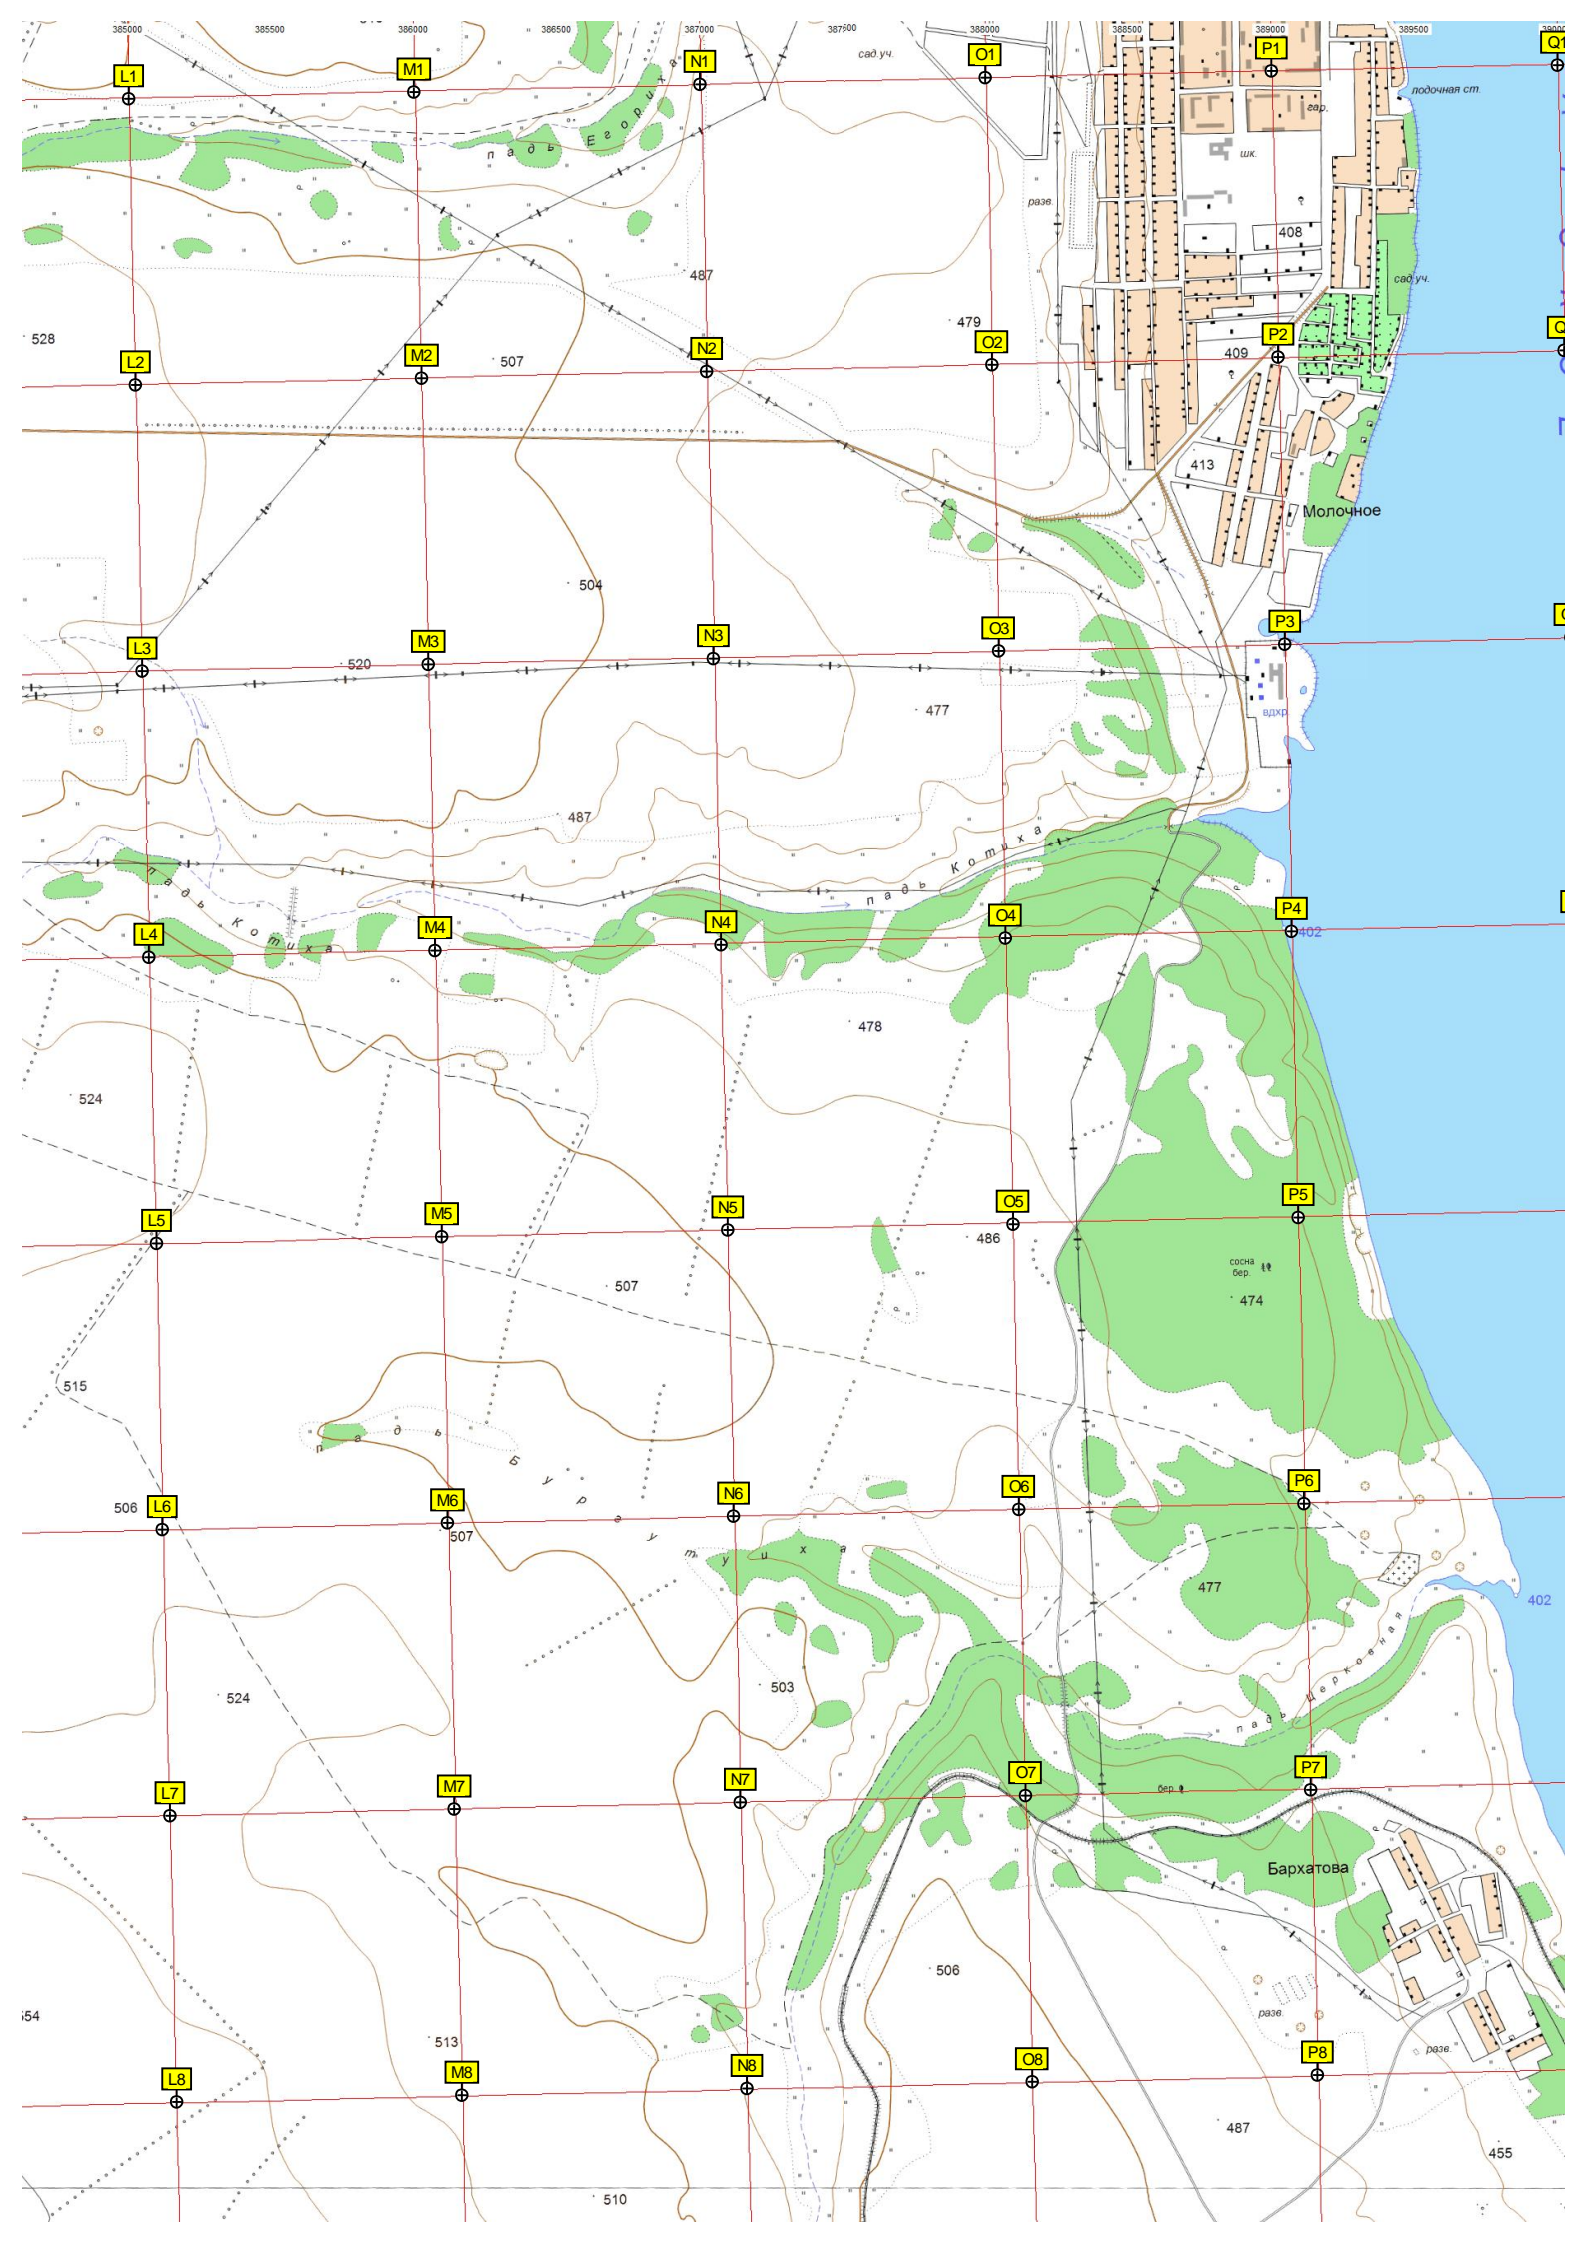 385000 385500 386000 386500 387000 387500 388000 388500 389000 389500
L1 M1 N1 O1 P1 Q1
сад.уч.
лодочная ст.
гар.
падь Егориха
шк.
разв.
408
487
сад.уч.
528
479
507
409
L2 M2 N2 O2 P2
413
Молочное
504
L3 M3 N3 O3 P3
520
477
вдхр.
487
падь Котиха
падь Котиха
L4 M4 N4 O4 P4
402
478
524
L5 M5 N5 O5 P5
486
сосна
бер.
474
507
515
падь Бургутуиха
506
L6 M6 N6 O6 P6
507
477
402
503
524
падь Церковная
L7 M7 N7 O7 P7
бер.
Бархатова
506
разв.
513
разв.
L8 M8 N8 O8 P8
487
455
510